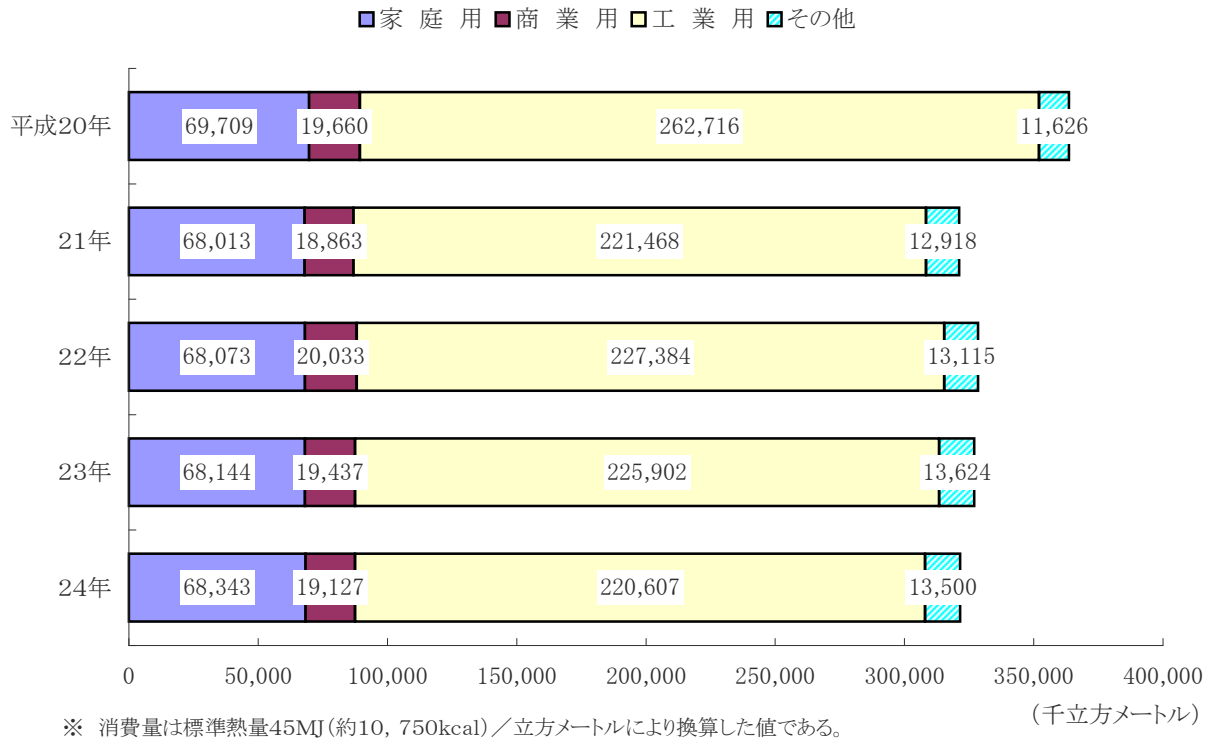 家 庭 用 商 業 用 工 業 用 その他
平成20年 69,709 19,660 262,716 11,626
21年 68,013 18,863 221,468 12,918
22年 68,073 20,033 227,384 13,115
23年 68,144 19,437 225,902 13,624
24年 68,343 19,127 220,607 13,500
0 50,000 100,000 150,000 200,000 250,000 300,000 350,000 400,000
(千立方メートル)
※ 消費量は標準熱量45MJ(約10,750kcal)/立方メートルにより換算した値である。